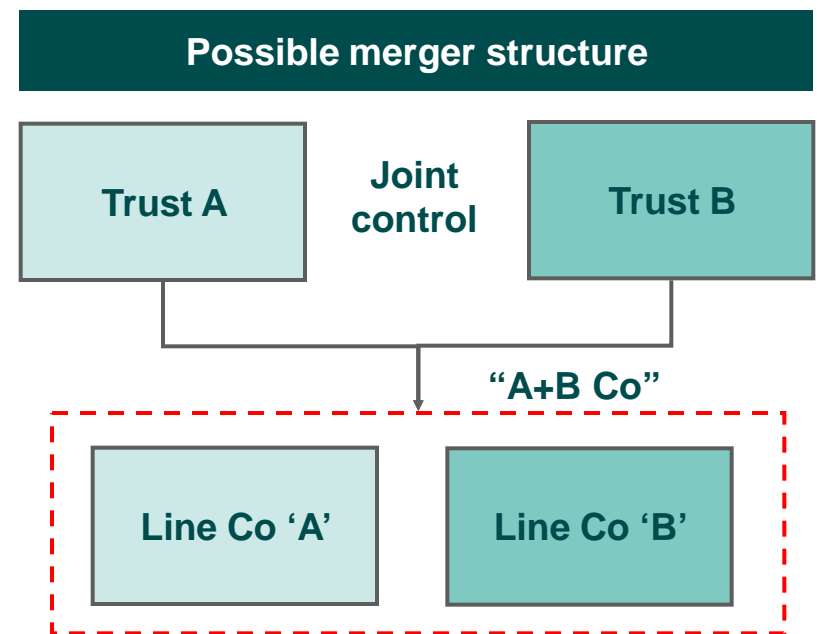 Possible merger structure
Trust A
Joint
control
Trust B
“A+B Co”
Line Co ‘A’
Line Co ‘B’